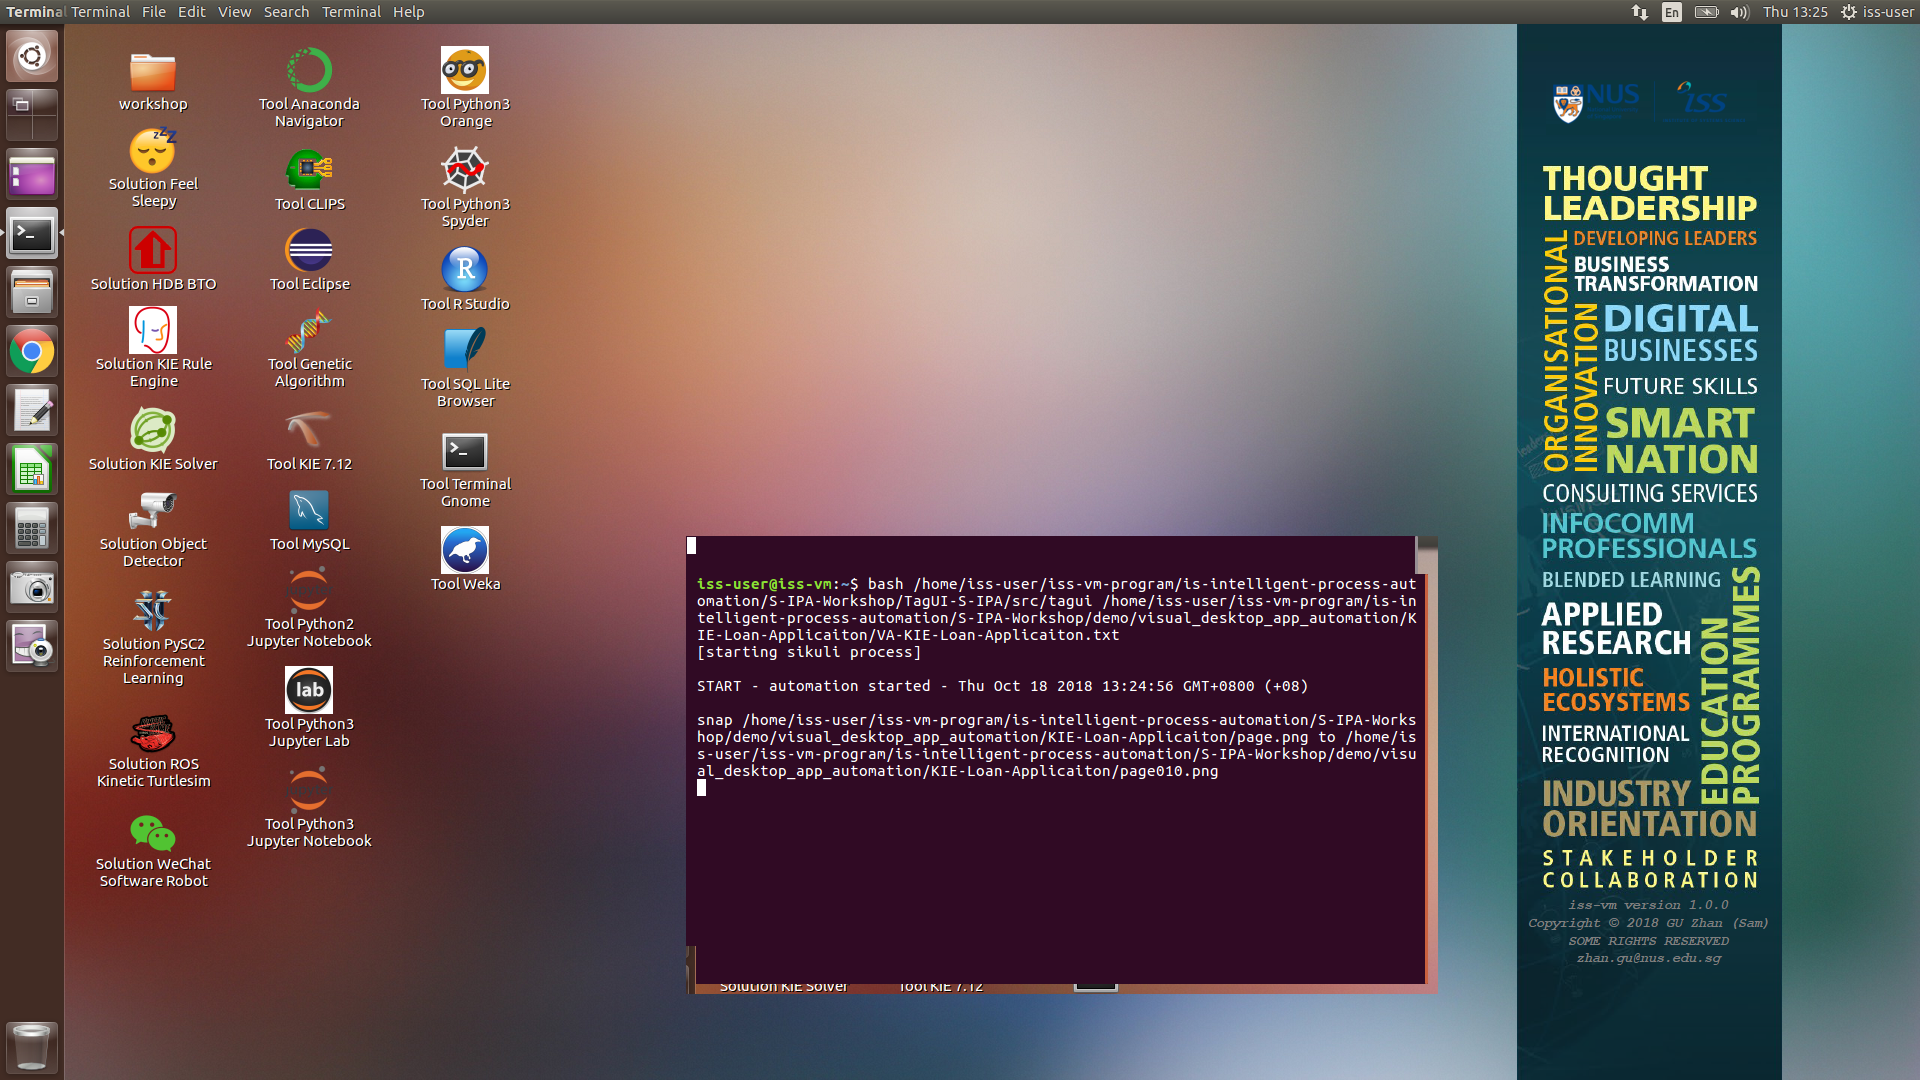 Terminal Terminal File Edit View Search Terminal Help
En Thu 13:25 iss-user
workshop
Solution Feel
Sleepy
Solution HDB BTO
Solution KIE Rule
Engine
Solution KIE Solver
Solution Object
Detector
Solution PySC2
Reinforcement
Learning
Solution ROS
Kinetic Turtlesim
Solution WeChat
Software Robot
Tool Anaconda
Navigator
Tool CLIPS
Tool Eclipse
Tool Genetic
Algorithm
Tool KIE 7.12
Tool MySQL
Tool Python2
Jupyter Notebook
lab
Tool Python3
Jupyter Lab
Tool Python3
Jupyter Notebook
Tool Python3
Orange
Tool Python3
Spyder
R
Tool R Studio
Tool SQL Lite
Browser
Tool Terminal
Gnome
Tool Weka
iss-user@iss-vm:~$ bash /home/iss-user/iss-vm-program/is-intelligent-process-aut
omation/S-IPA-Workshop/TagUI-S-IPA/src/tagui /home/iss-user/iss-vm-program/is-in
telligent-process-automation/S-IPA-Workshop/demo/visual_desktop_app_automation/K
IE-Loan-Applicaiton/VA-KIE-Loan-Applicaiton.txt
[starting sikuli process]
START - automation started - Thu Oct 18 2018 13:24:56 GMT+0800 (+08)
snap /home/iss-user/iss-vm-program/is-intelligent-process-automation/S-IPA-Works
hop/demo/visual_desktop_app_automation/KIE-Loan-Applicaiton/page.png to /home/is
s-user/iss-vm-program/is-intelligent-process-automation/S-IPA-Workshop/demo/visu
al_desktop_app_automation/KIE-Loan-Applicaiton/page010.png
Solution KIE Solver Tool KIE 7.12
NUS ISS
THOUGHT
LEADERSHIP
ORGANISATIONAL
INNOVATION
DEVELOPING LEADERS
BUSINESS
TRANSFORMATION
DIGITAL
BUSINESSES
FUTURE SKILLS
SMART
NATION
CONSULTING SERVICES
INFOCOMM
PROFESSIONALS
BLENDED LEARNING
APPLIED
RESEARCH
HOLISTIC
ECOSYSTEMS
INTERNATIONAL
RECOGNITION
EDUCATION
PROGRAMMES
INDUSTRY
ORIENTATION
STAKEHOLDER
COLLABORATION
iss-vm version 1.0.0
Copyright © 2018 GU Zhan (Sam)
SOME RIGHTS RESERVED
zhan.gu@nus.edu.sg